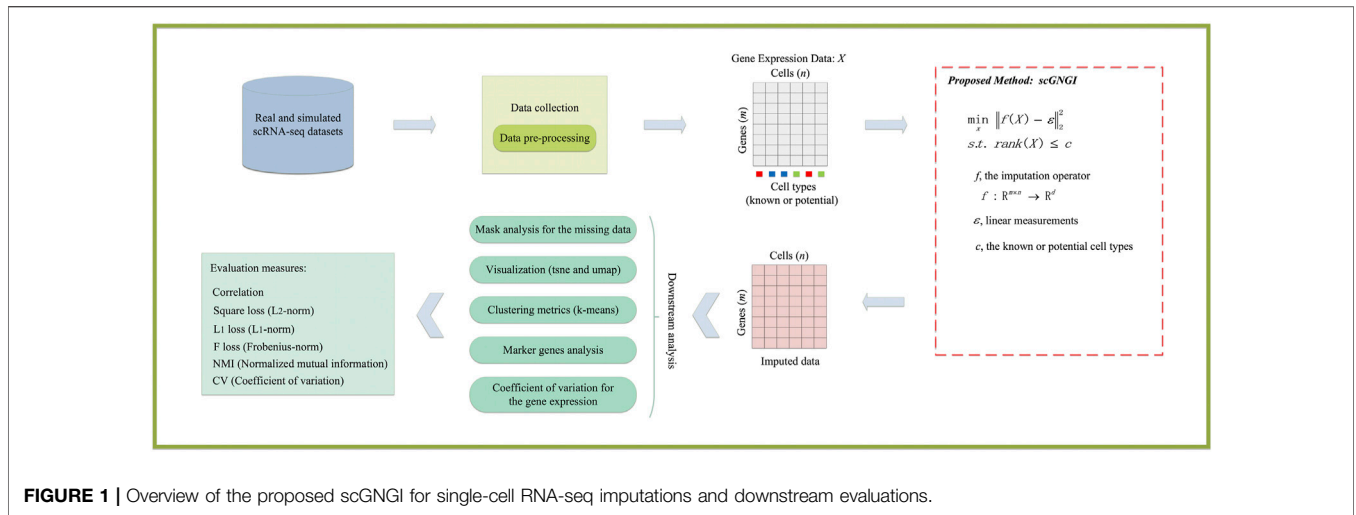 Real and simulated
scRNA-seq datasets
Data collection
Data pre-processing
Gene Expression Data: X
Cells (n)
Genes (m)
Cell types
(known or potential)
Proposed Method: scGNGI
min ‖f(X) − ε‖₂²
x
s.t. rank(X) ≤ c
f, the imputation operator
f : R^{m×n} → R^d
ε, linear measurements
c, the known or potential cell types
Cells (n)
Genes (m)
Imputed data
Downstream analysis
Mask analysis for the missing data
Visualization (tsne and umap)
Clustering metrics (k-means)
Marker genes analysis
Coefficient of variation for
the gene expression
Evaluation measures:
Correlation
Square loss (L2-norm)
L1 loss (L1-norm)
F loss (Frobenius-norm)
NMI (Normalized mutual information)
CV (Coefficient of variation)
FIGURE 1 | Overview of the proposed scGNGI for single-cell RNA-seq imputations and downstream evaluations.